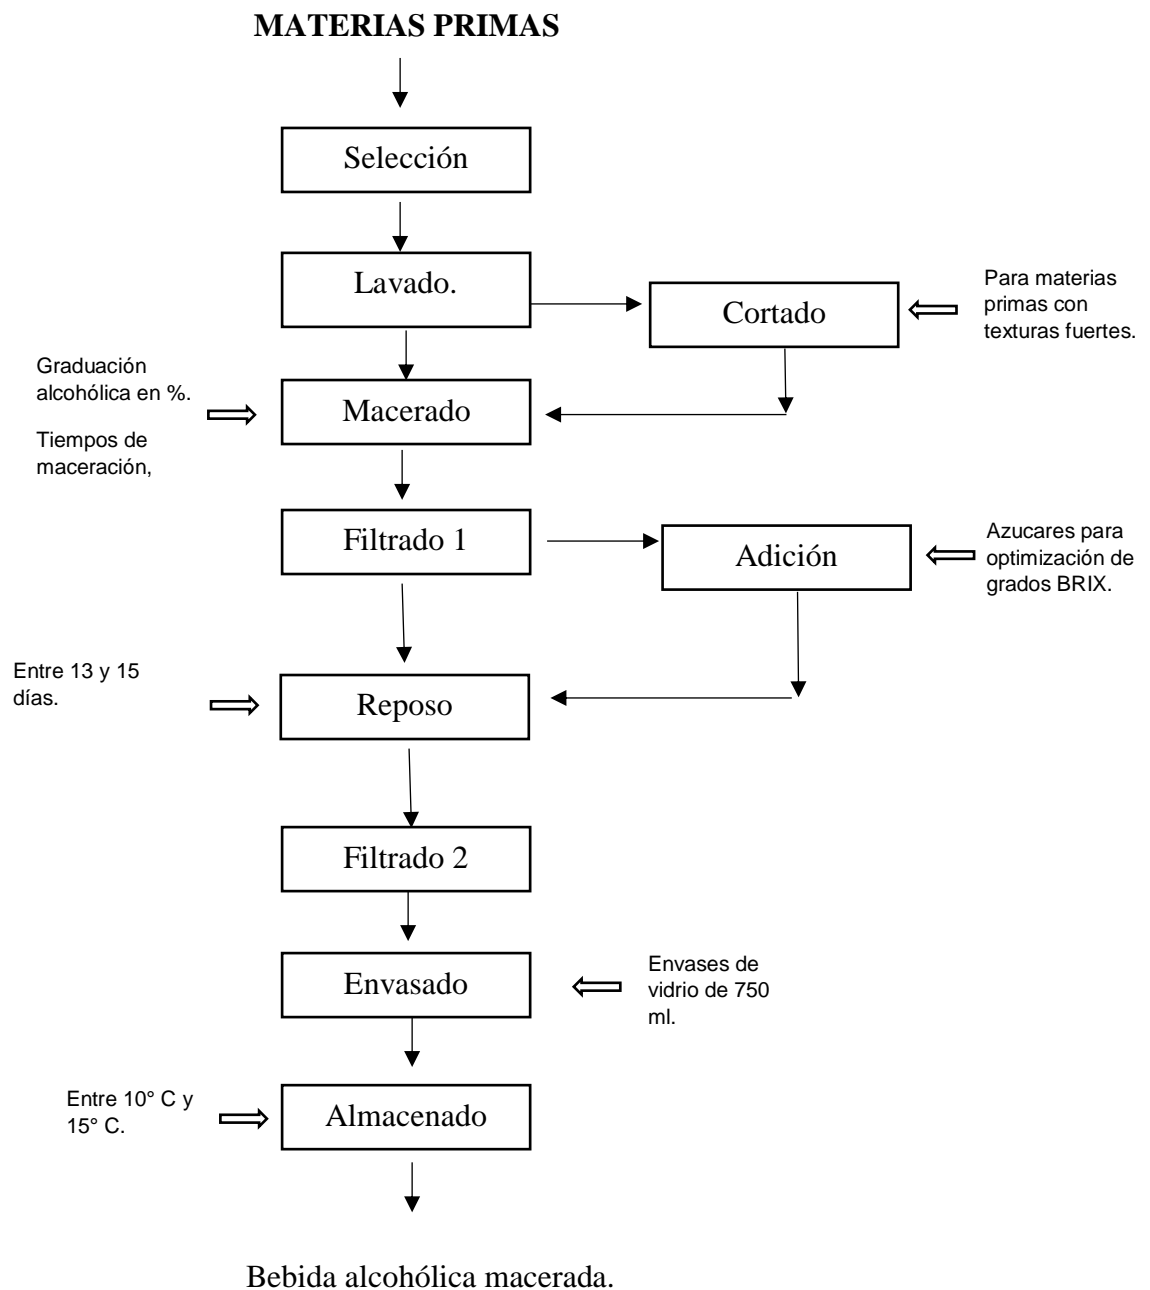 MATERIAS PRIMAS
Selección
Lavado.
Cortado
Para materias
primas con
texturas fuertes.
Graduación
alcohólica en %.
Tiempos de
maceración,
Macerado
Filtrado 1
Adición
Azucares para
optimización de
grados BRIX.
Entre 13 y 15
días.
Reposo
Filtrado 2
Envasado
Envases de
vidrio de 750
ml.
Entre 10° C y
15° C.
Almacenado
Bebida alcohólica macerada.